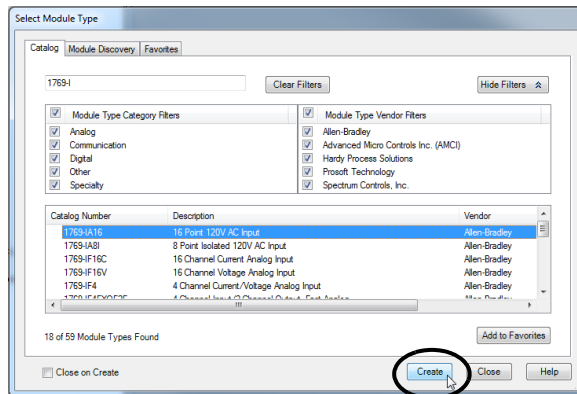 Select Module Type
Catalog Module Discovery Favorites
1769-I Clear Filters Hide Filters
Module Type Category Filters Module Type Vendor Filters
Analog Allen-Bradley
Communication Advanced Micro Controls Inc. (AMCI)
Digital Hardy Process Solutions
Other Prosoft Technology
Specialty Spectrum Controls, Inc.
Catalog Number Description Vendor
1769-IA16 16 Point 120V AC Input Allen-Bradley
1769-IA8I 8 Point Isolated 120V AC Input Allen-Bradley
1769-IF16C 16 Channel Current Analog Input Allen-Bradley
1769-IF16V 16 Channel Voltage Analog Input Allen-Bradley
1769-IF4 4 Channel Current/Voltage Analog Input Allen-Bradley
18 of 59 Module Types Found Add to Favorites
Close on Create Create Close Help